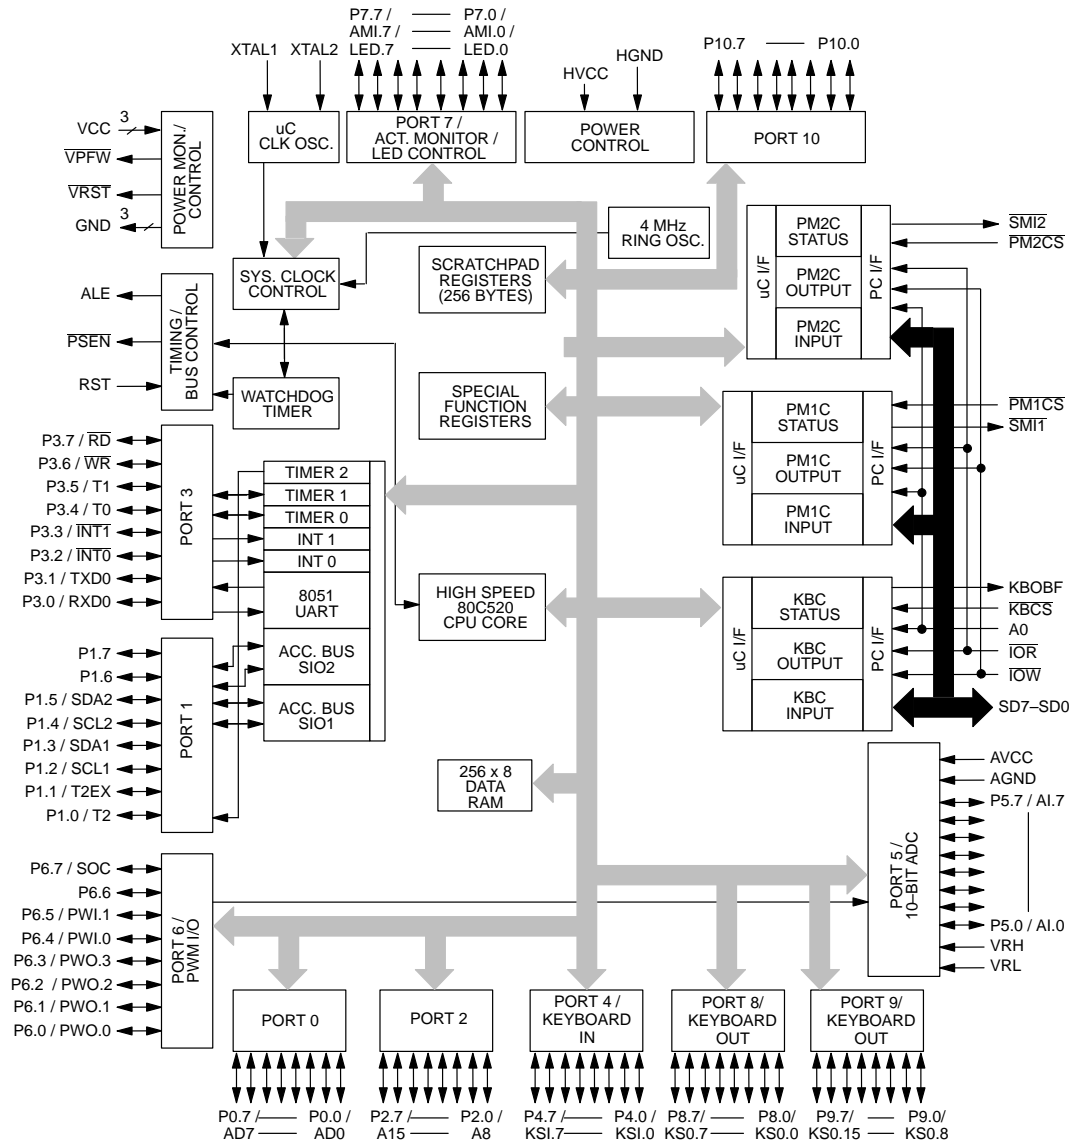 P7.7 /
AMI.7 /
LED.7
P7.0 /
AMI.0 /
LED.0
P10.7
P10.0
XTAL1
XTAL2
HVCC
HGND
uC
CLK OSC.
PORT 7 /
ACT. MONITOR /
LED CONTROL
POWER
CONTROL
PORT 10
VCC
3
VPFW
VRST
GND
3
POWER MON./
CONTROL
4 MHz
RING OSC.
SYS. CLOCK
CONTROL
SCRATCHPAD
REGISTERS
(256 BYTES)
uC I/F
PM2C
STATUS
PM2C
OUTPUT
PM2C
INPUT
PC I/F
SMI2
PM2CS
ALE
PSEN
RST
TIMING /
BUS CONTROL
WATCHDOG
TIMER
SPECIAL
FUNCTION
REGISTERS
uC I/F
PM1C
STATUS
PM1C
OUTPUT
PM1C
INPUT
PC I/F
PM1CS
SMI1
P3.7 / RD
P3.6 / WR
P3.5 / T1
P3.4 / T0
P3.3 / INT1
P3.2 / INT0
P3.1 / TXD0
P3.0 / RXD0
PORT 3
TIMER 2
TIMER 1
TIMER 0
INT 1
INT 0
8051
UART
ACC. BUS
SIO2
ACC. BUS
SIO1
HIGH SPEED
80C520
CPU CORE
uC I/F
KBC
STATUS
KBC
OUTPUT
KBC
INPUT
PC I/F
KBOBF
KBCS
A0
IOR
IOW
SD7–SD0
P1.7
P1.6
P1.5 / SDA2
P1.4 / SCL2
P1.3 / SDA1
P1.2 / SCL1
P1.1 / T2EX
P1.0 / T2
PORT 1
256 x 8
DATA
RAM
PORT 5 /
10–BIT ADC
AVCC
AGND
P5.7 / AI.7
P5.0 / AI.0
VRH
VRL
P6.7 / SOC
P6.6
P6.5 / PWI.1
P6.4 / PWI.0
P6.3 / PWO.3
P6.2 / PWO.2
P6.1 / PWO.1
P6.0 / PWO.0
PORT 6/
PWM I/O
PORT 0
PORT 2
PORT 4 /
KEYBOARD
IN
PORT 8/
KEYBOARD
OUT
PORT 9/
KEYBOARD
OUT
P0.7 /
AD7
P0.0 /
AD0
P2.7 /
A15
P2.0 /
A8
P4.7 /
KSI.7
P4.0 /
KSI.0
P8.7/
KS0.7
P8.0/
KS0.0
P9.7/
KS0.15
P9.0/
KS0.8